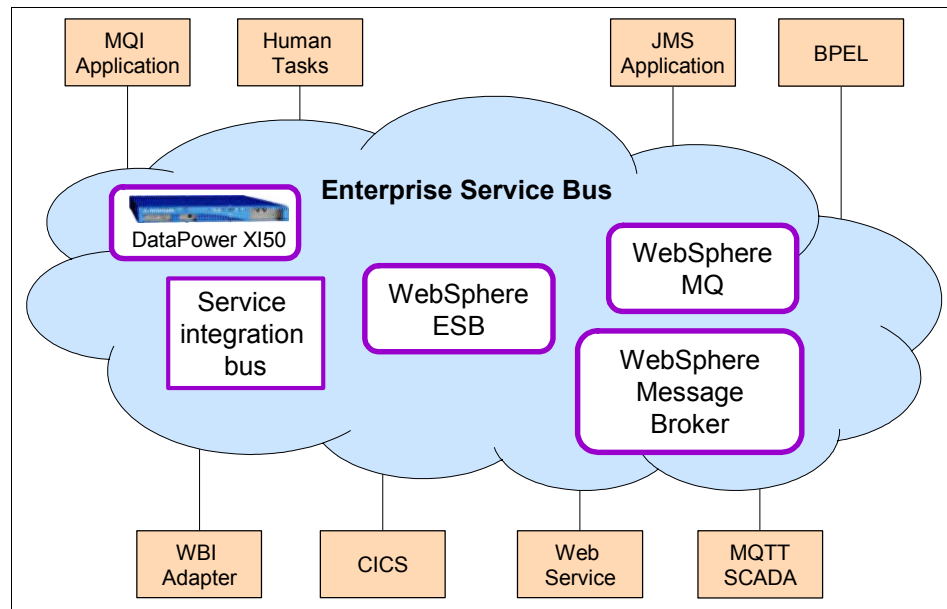 MQI
Application
Human
Tasks
JMS
Application
BPEL
Enterprise Service Bus
DataPower XI50
WebSphere
MQ
Service
integration
bus
WebSphere
ESB
WebSphere
Message
Broker
WBI
Adapter
CICS
Web
Service
MQTT
SCADA